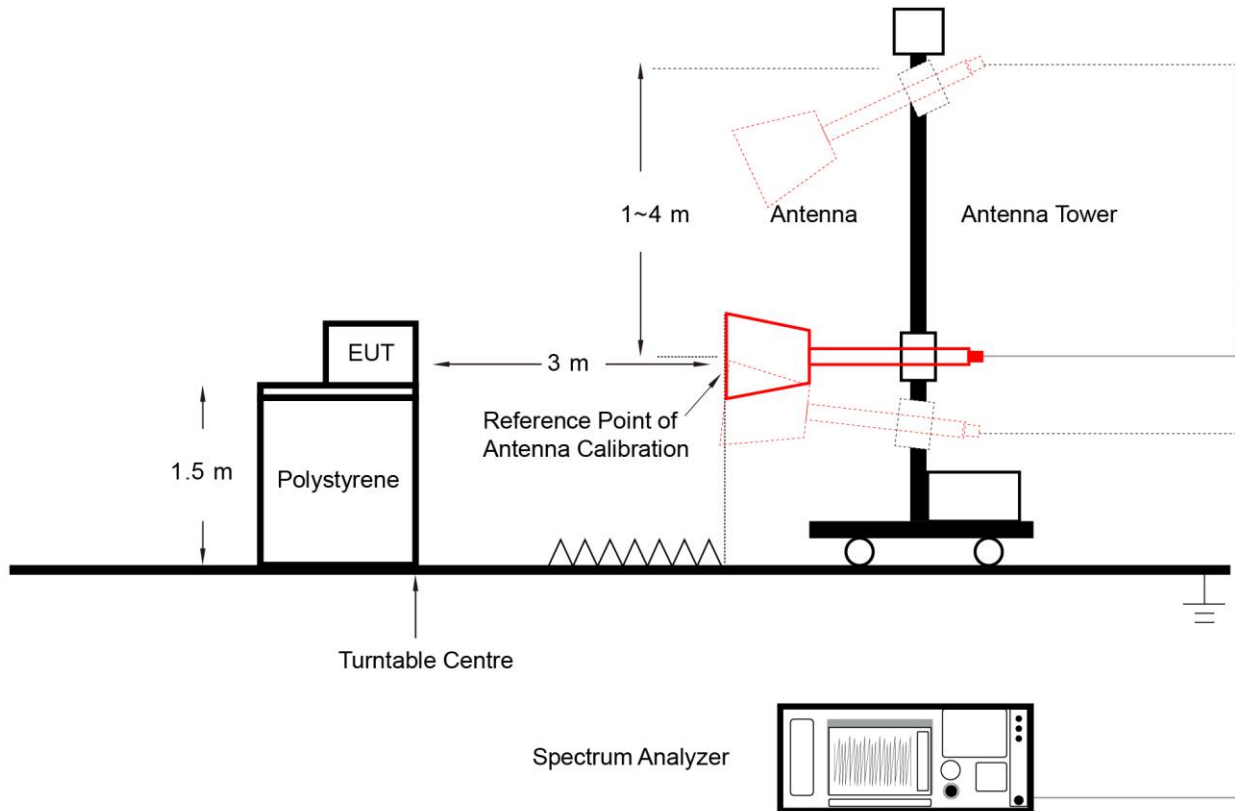 1~4 m
Antenna
Antenna Tower
EUT
3 m
Reference Point of
Antenna Calibration
1.5 m
Polystyrene
Turntable Centre
Spectrum Analyzer